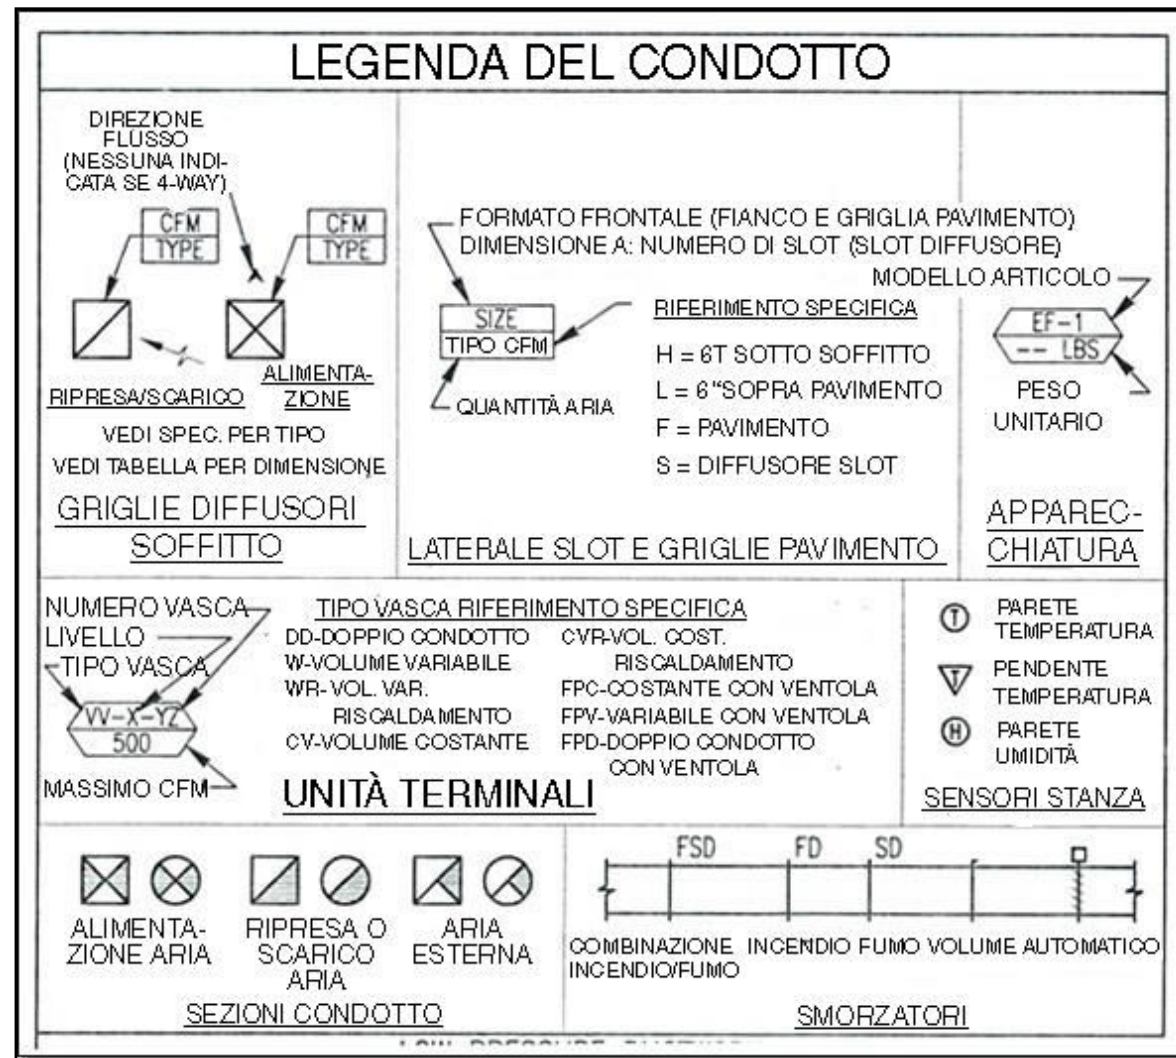 LEGENDA DEL CONDOTTO
DIREZIONE
FLUSSO
(NESSUNA INDI-
CATA SE 4-WAY)
CFM
TYPE
CFM
TYPE
RIPRESA/SCARICO
ALIMENTA-
ZIONE
VEDI SPEC. PER TIPO
VEDI TABELLA PER DIMENSIONE
GRIGLIE DIFFUSORI
SOFFITTO
FORMATO FRONTALE (FIANCO E GRIGLIA PAVIMENTO)
DIMENSIONE A: NUMERO DI SLOT (SLOT DIFFUSORE)
SIZE
TIPO CFM
QUANTITÀ ARIA
RIFERIMENTO SPECIFICA
H = 6T SOTTO SOFFITTO
L = 6"SOPRA PAVIMENTO
F = PAVIMENTO
S = DIFFUSORE SLOT
LATERALE SLOT E GRIGLIE PAVIMENTO
MODELLO ARTICOLO
EF-1
-- LBS
PESO
UNITARIO
APPAREC-
CHIATURA
NUMERO VASCA
LIVELLO
TIPO VASCA
VV-X-YZ
500
MASSIMO CFM
TIPO VASCA RIFERIMENTO SPECIFICA
DD-DOPPIO CONDOTTO
W-VOLUME VARIABILE
WR-VOL. VAR.
RISCALDAMENTO
CV-VOLUME COSTANTE
CVR-VOL. COST.
RISCALDAMENTO
FPC-COSTANTE CON VENTOLA
FPV-VARIABILE CON VENTOLA
FPD-DOPPIO CONDOTTO
CON VENTOLA
UNITÀ TERMINALI
T PARETE
TEMPERATURA
T PENDENTE
TEMPERATURA
H PARETE
UMIDITÀ
SENSORI STANZA
ALIMENTA-
ZIONE ARIA
RIPRESA O
SCARICO
ARIA
ARIA
ESTERNA
SEZIONI CONDOTTO
FSD FD SD
COMBINAZIONE INCENDIO FUMO VOLUME AUTOMATICO
INCENDIO/FUMO
SMORZATORI